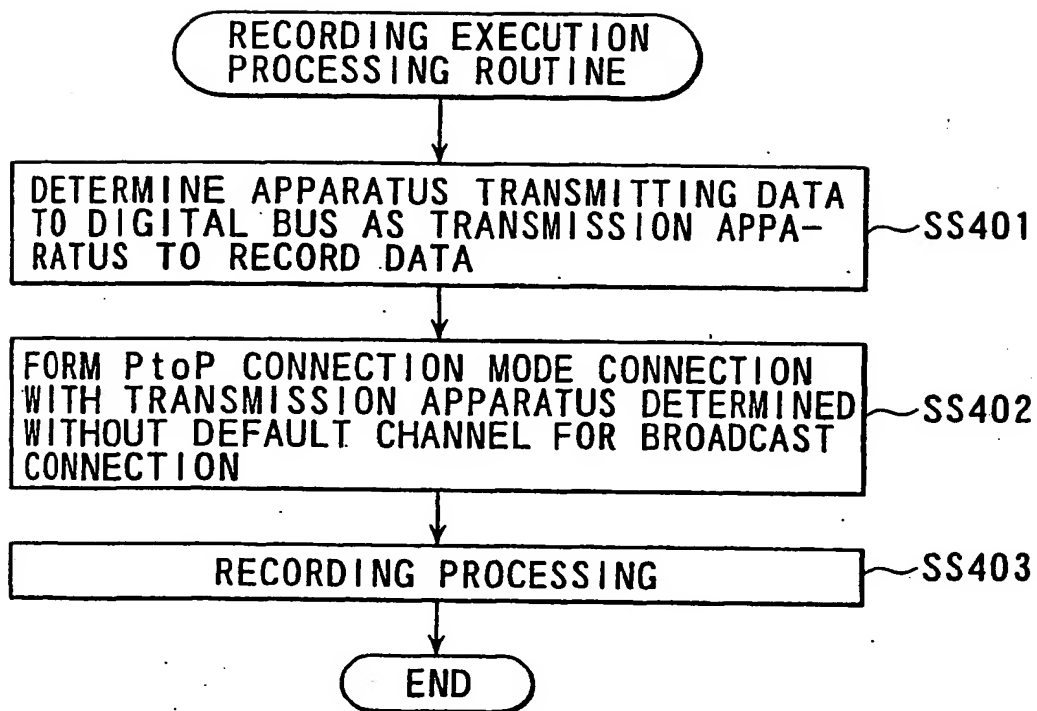 RECORDING EXECUTION
PROCESSING ROUTINE
DETERMINE APPARATUS TRANSMITTING DATA
TO DIGITAL BUS AS TRANSMISSION APPA-
RATUS TO RECORD DATA
SS401
FORM PtoP CONNECTION MODE CONNECTION
WITH TRANSMISSION APPARATUS DETERMINED
WITHOUT DEFAULT CHANNEL FOR BROADCAST
CONNECTION
SS402
RECORDING PROCESSING
SS403
END